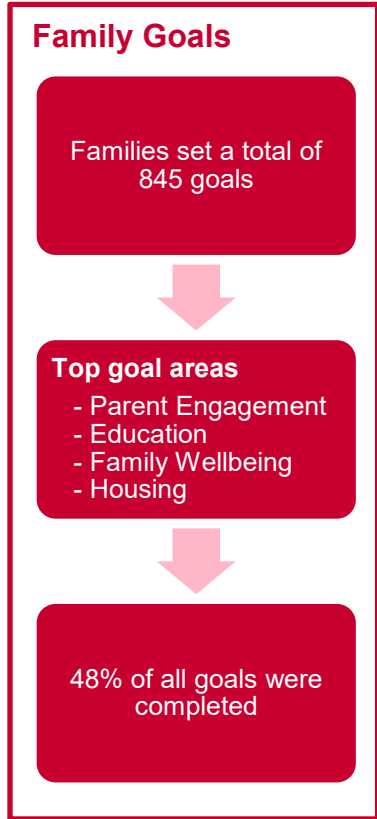 Family Goals
Families set a total of
845 goals
Top goal areas
- Parent Engagement
- Education
- Family Wellbeing
- Housing
48% of all goals were
completed